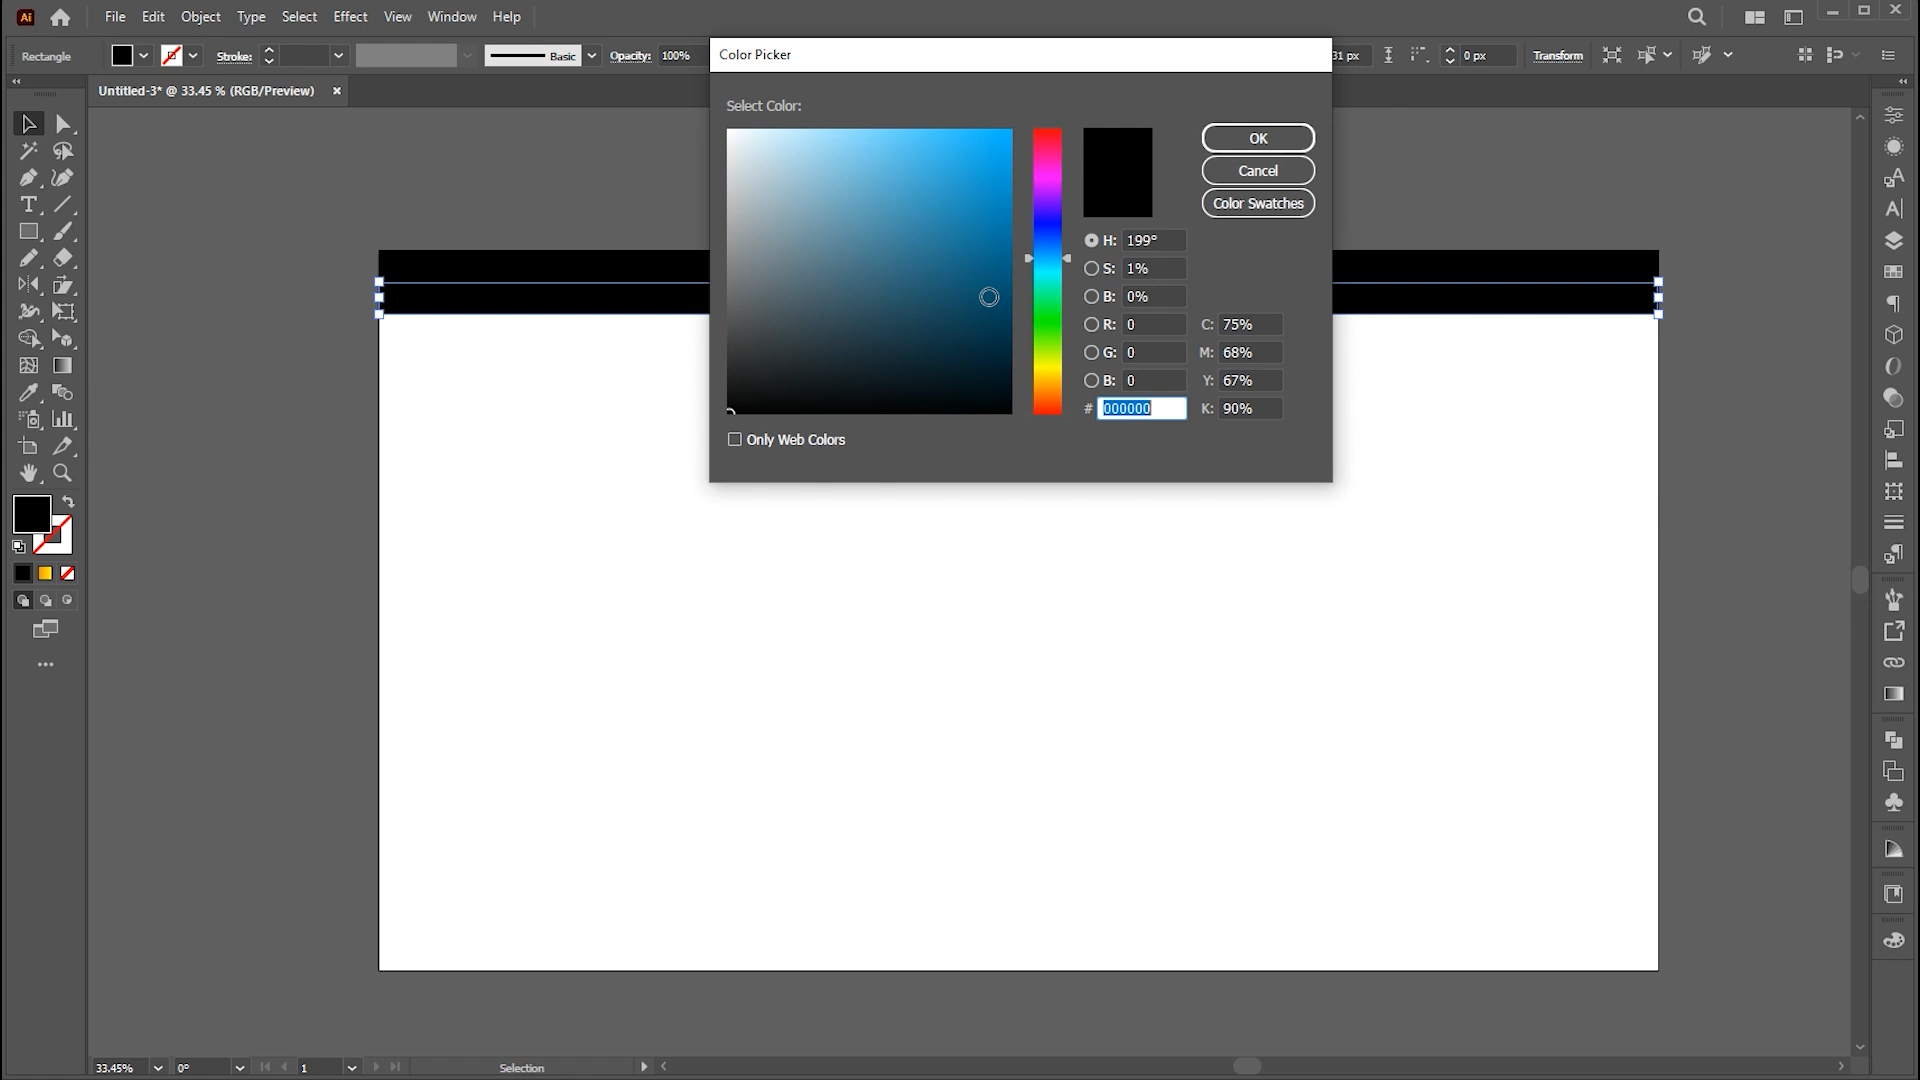 Ai File Edit Object Type Select Effect View Window Help
Rectangle Stroke: Basic Opacity: 100% 31 px 0 px Transform
Untitled-3* @ 33.45 % (RGB/Preview) ×
Color Picker
Select Color:
OK
Cancel
Color Swatches
H: 199°
S: 1%
B: 0%
R: 0 C: 75%
G: 0 M: 68%
B: 0 Y: 67%
# 000000 K: 90%
Only Web Colors
33.45% 0° 1 Selection